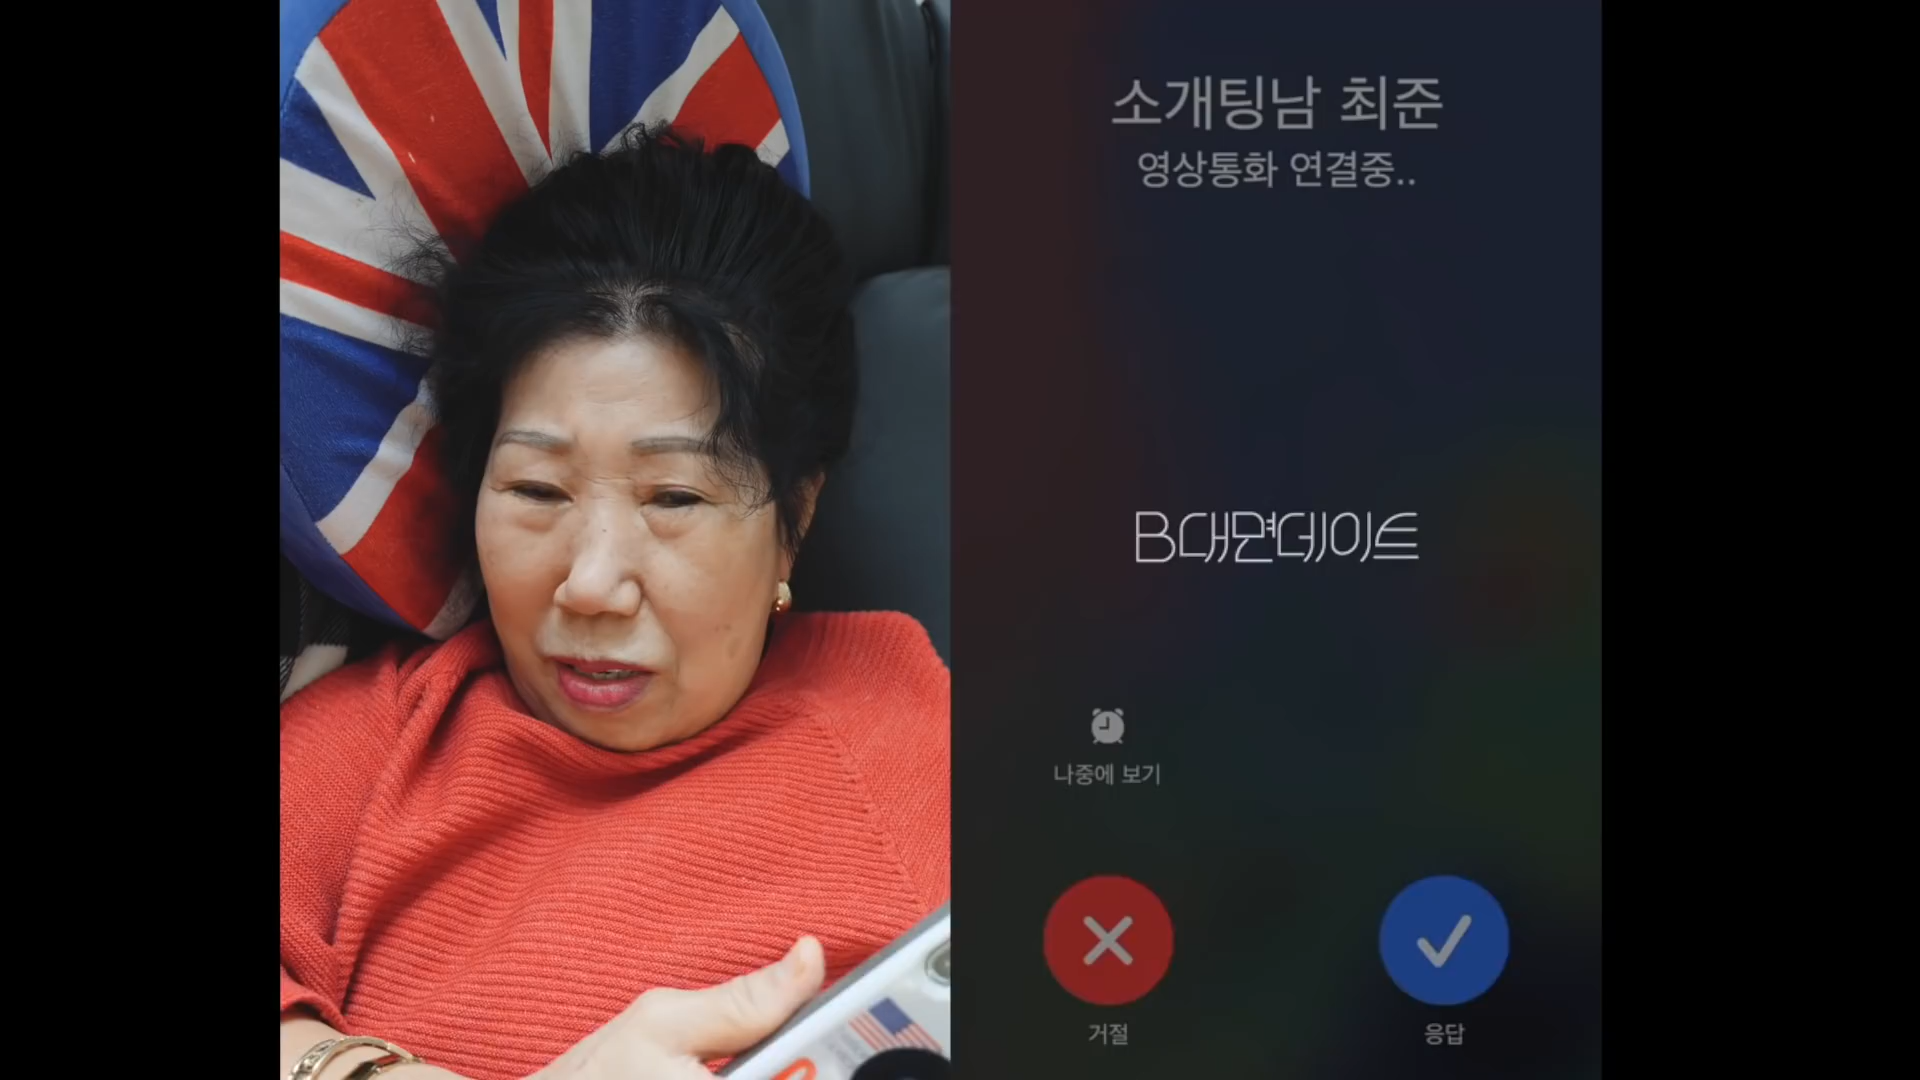 소개팅남 최준
영상통화 연결중..
B대면데이트
나중에 보기
거절
응답